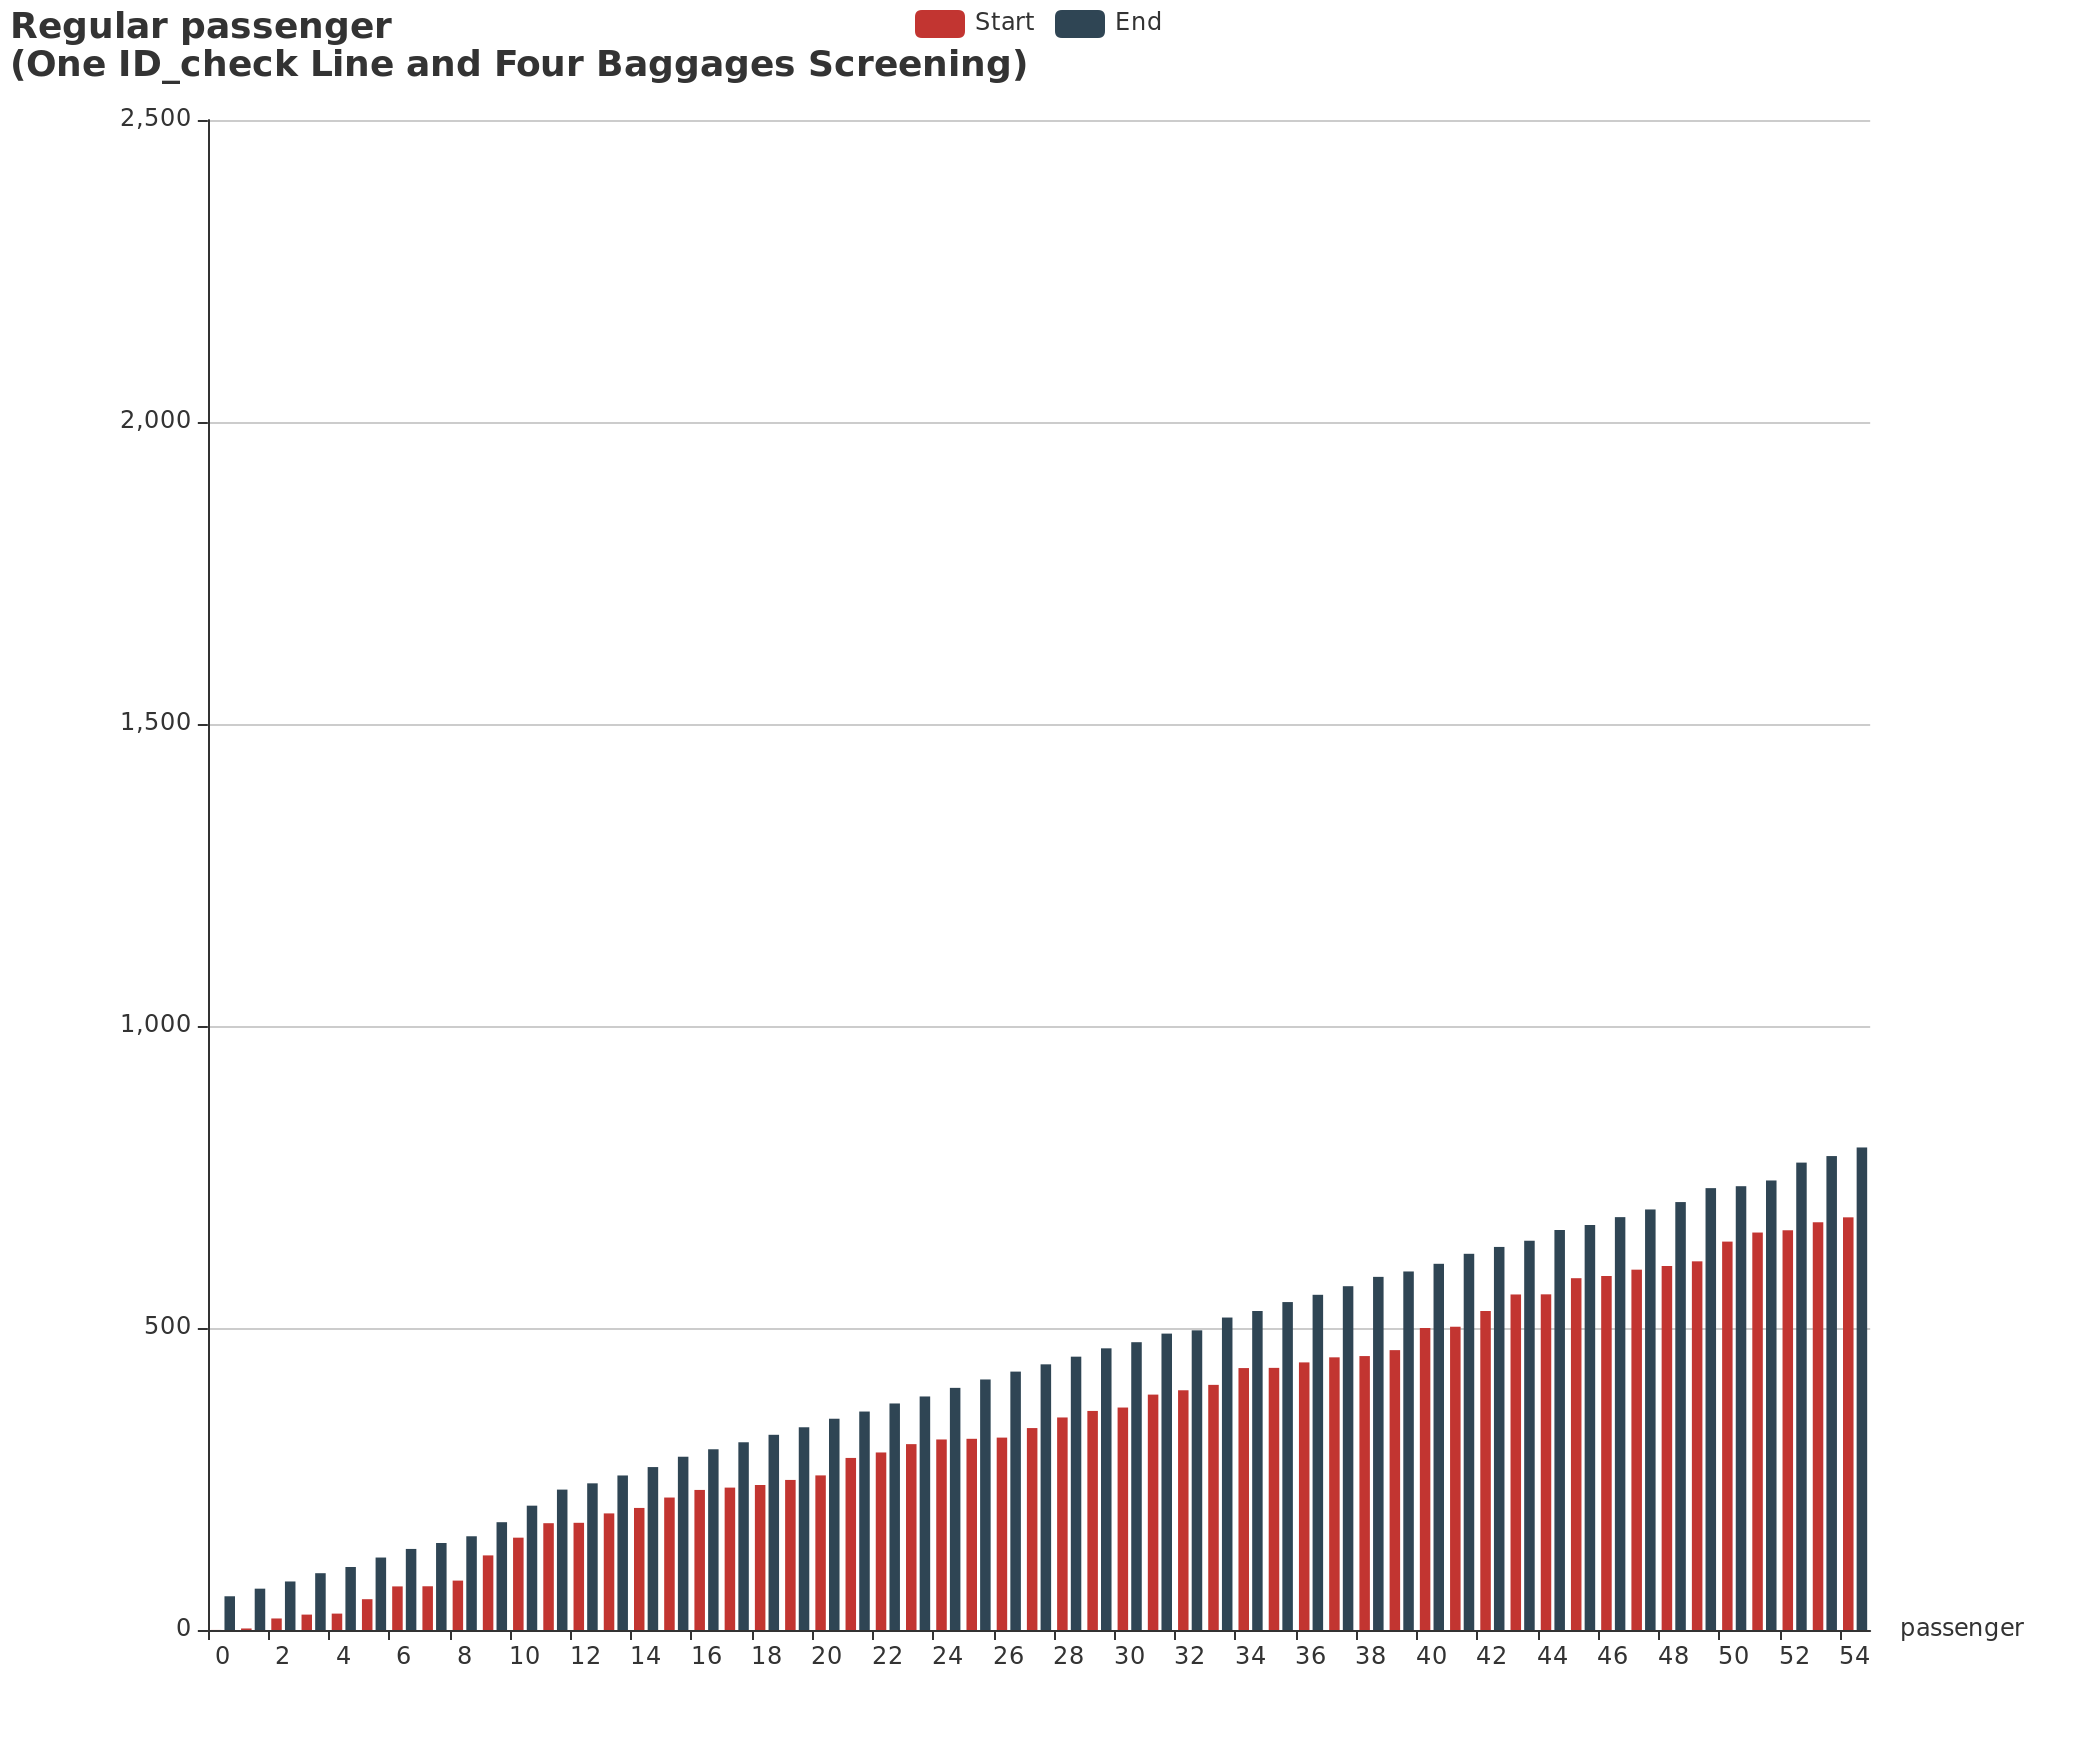 Regular passenger
(One ID_check Line and Four Baggages Screening)
Start End
2,500
2,000
1,500
1,000
500
0
passenger
0 2 4 6 8 10 12 14 16 18 20 22 24 26 28 30 32 34 36 38 40 42 44 46 48 50 52 54